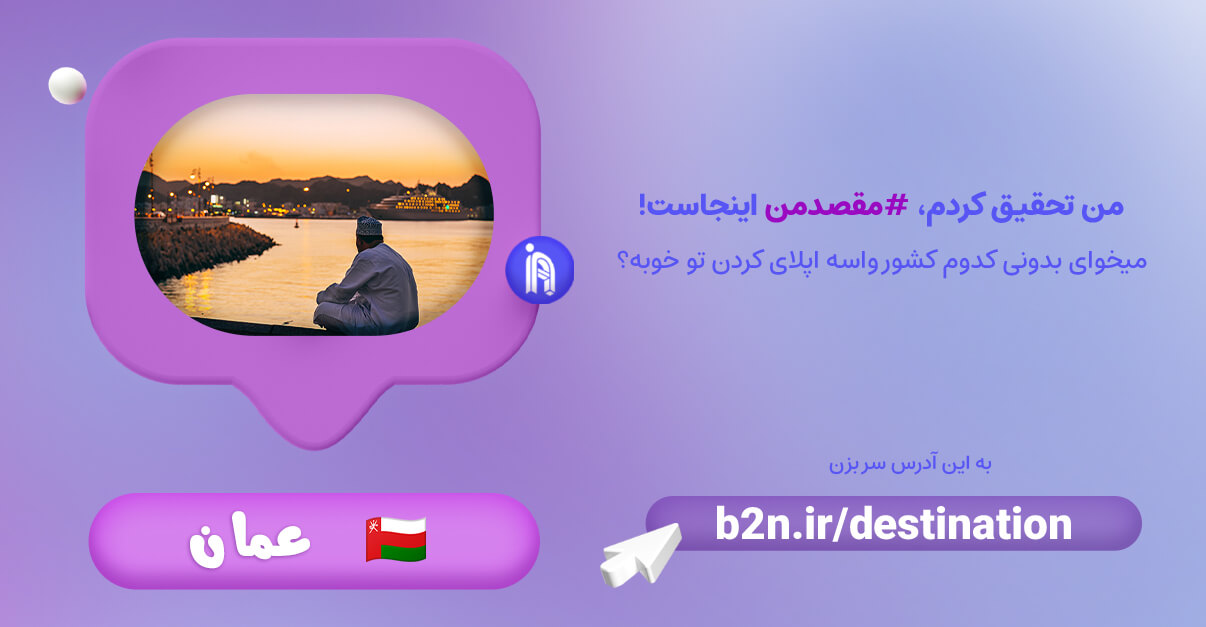 من تحقیق کردم، #مقصدمن اینجاست!
میخوای بدونی کدوم کشور واسه اپلای کردن تو خوبه؟
به این آدرس سر بزن
b2n.ir/destination
عمان